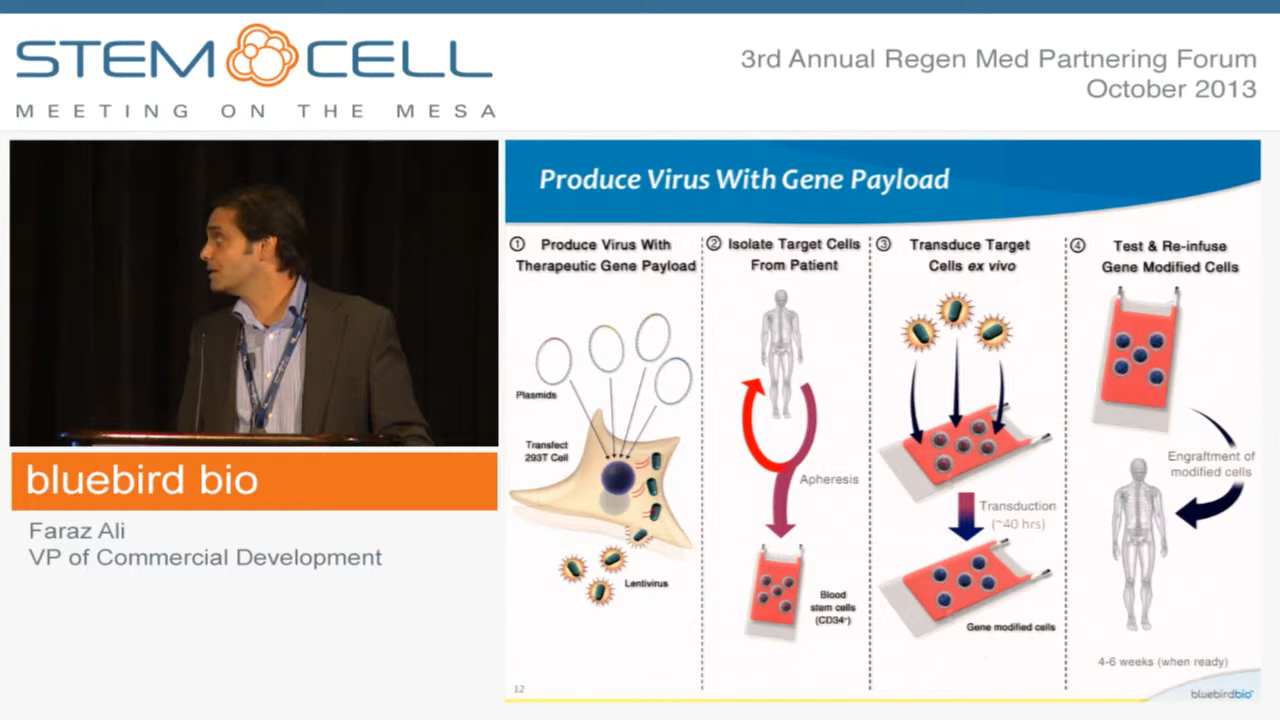 STEM CELL
MEETING ON THE MESA
3rd Annual Regen Med Partnering Forum
October 2013
bluebird bio
Faraz Ali
VP of Commercial Development
Produce Virus With Gene Payload
① Produce Virus With
Therapeutic Gene Payload
Plasmids
Transfect
293T Cell
Lentivirus
② Isolate Target Cells
From Patient
Apheresis
Blood
stem cells
(CD34+)
③ Transduce Target
Cells ex vivo
Transduction
(~40 hrs)
Gene modified cells
④ Test & Re-infuse
Gene Modified Cells
Engraftment of
modified cells
4-6 weeks (when ready)
12
bluebirdbio